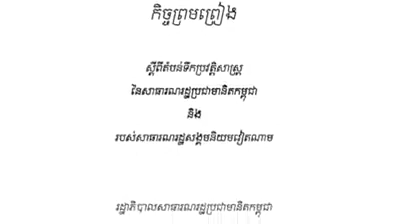 កិច្ចព្រមព្រៀង
ស្តីពីតំបន់ទឹកប្រវត្តិសាស្ត្រ
នៃសាធារណរដ្ឋប្រជាមានិតកម្ពុជា
និង
របស់សាធារណរដ្ឋសង្គមនិយមវៀតណាម
រដ្ឋាភិបាលសាធារណរដ្ឋប្រជាមានិតកម្ពុជា